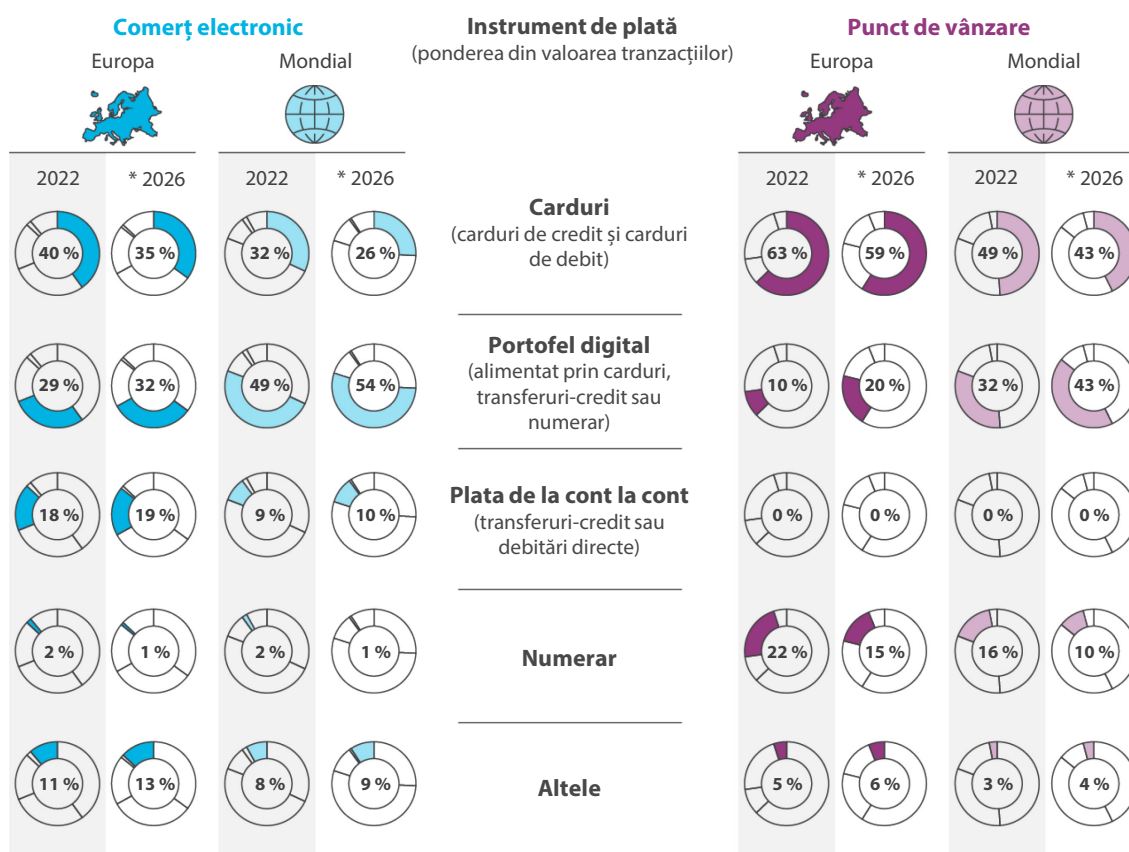 Comerț electronic
Instrument de plată
(ponderea din valoarea tranzacțiilor)
Punct de vânzare
Europa
Mondial
Europa
Mondial
2022
* 2026
2022
* 2026
2022
* 2026
2022
* 2026
Carduri
(carduri de credit și carduri
de debit)
40 %
35 %
32 %
26 %
63 %
59 %
49 %
43 %
Portofel digital
(alimentat prin carduri,
transferuri-credit sau
numerar)
29 %
32 %
49 %
54 %
10 %
20 %
32 %
43 %
Plata de la cont la cont
(transferuri-credit sau
debitări directe)
18 %
19 %
9 %
10 %
0 %
0 %
0 %
0 %
Numerar
2 %
1 %
2 %
1 %
22 %
15 %
16 %
10 %
Altele
11 %
13 %
8 %
9 %
5 %
6 %
3 %
4 %